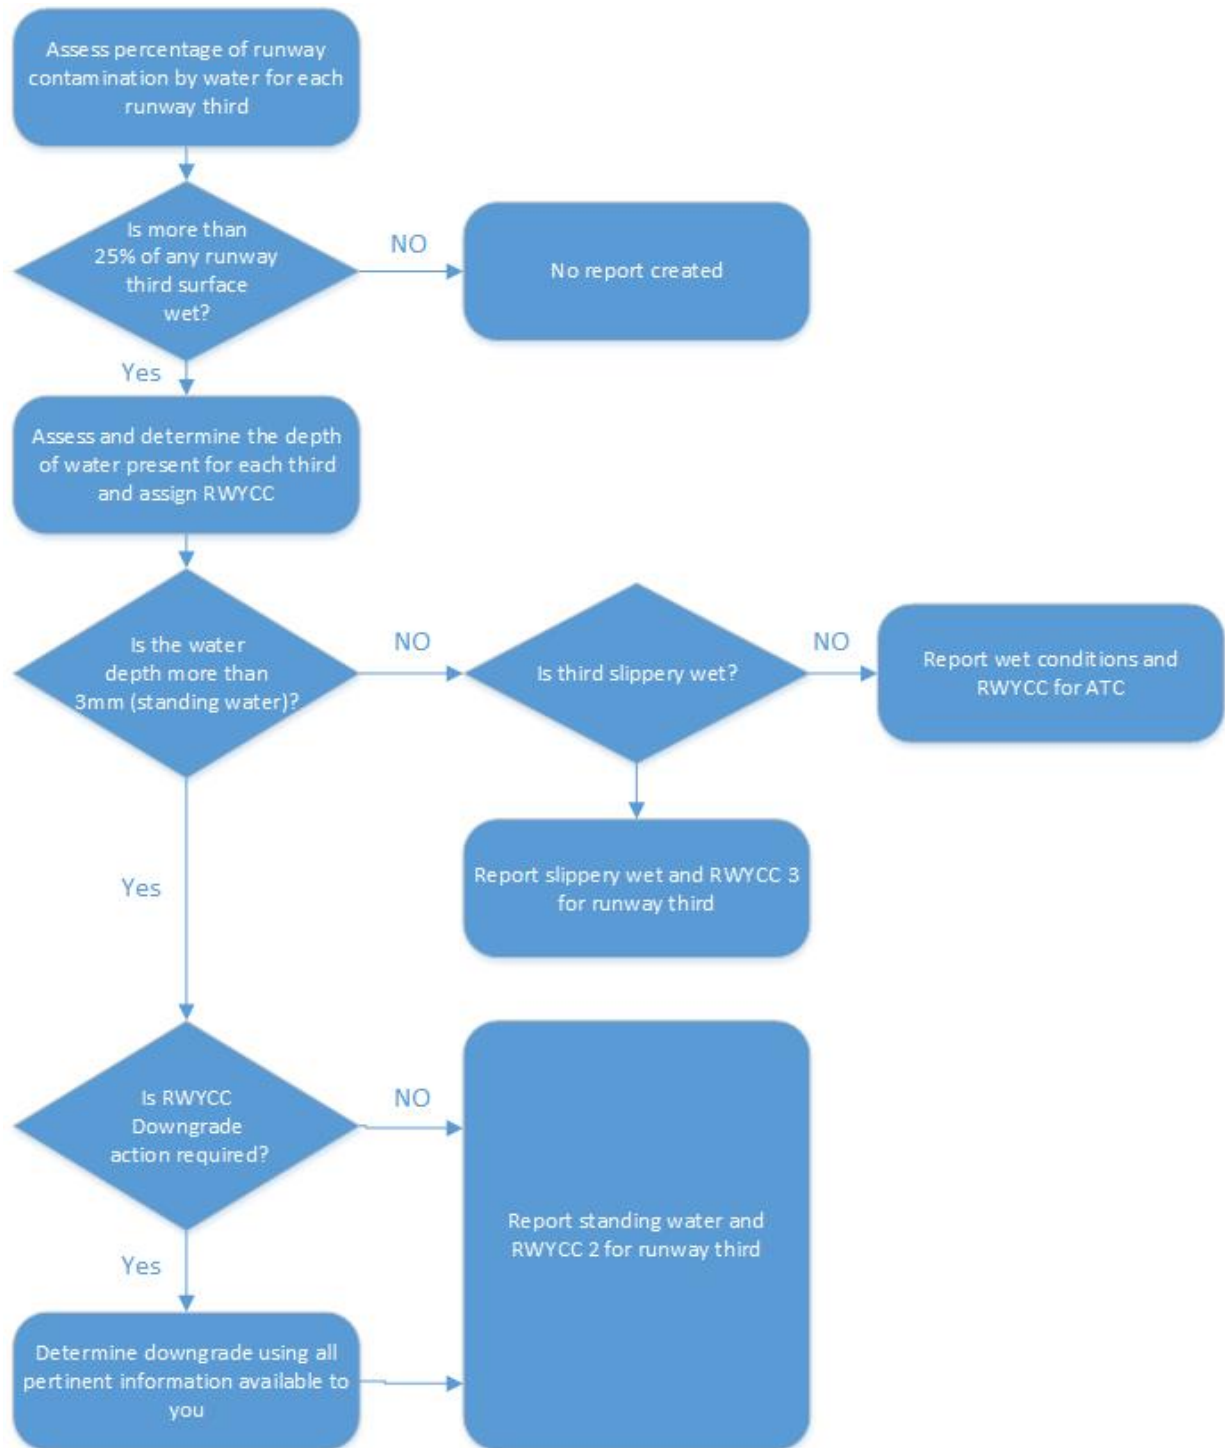 Assess percentage of runway
contamination by water for each
runway third
Is more than
25% of any runway
third surface
wet?
NO
No report created
Yes
Assess and determine the depth
of water present for each third
and assign RWYCC
Is the water
depth more than
3mm (standing water)?
NO
Is third slippery wet?
NO
Report wet conditions and
RWYCC for ATC
Report slippery wet and RWYCC 3
for runway third
Yes
Is RWYCC
Downgrade
action required?
NO
Report standing water and
RWYCC 2 for runway third
Yes
Determine downgrade using all
pertinent information available to
you